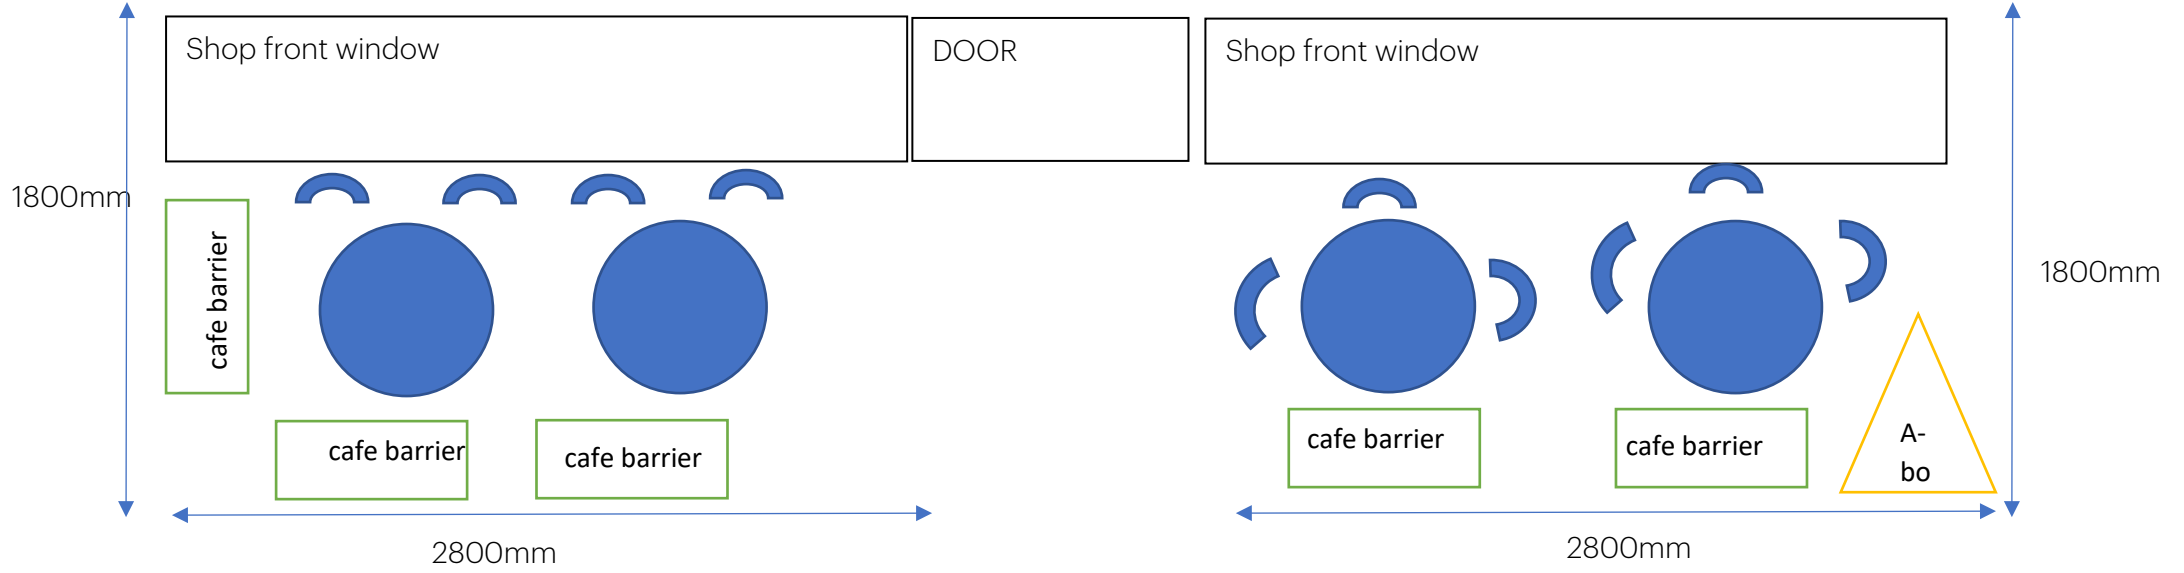 Shop front window
DOOR
Shop front window
1800mm
cafe barrier
1800mm
cafe barrier
cafe barrier
cafe barrier
cafe barrier
A-
bo
2800mm
2800mm